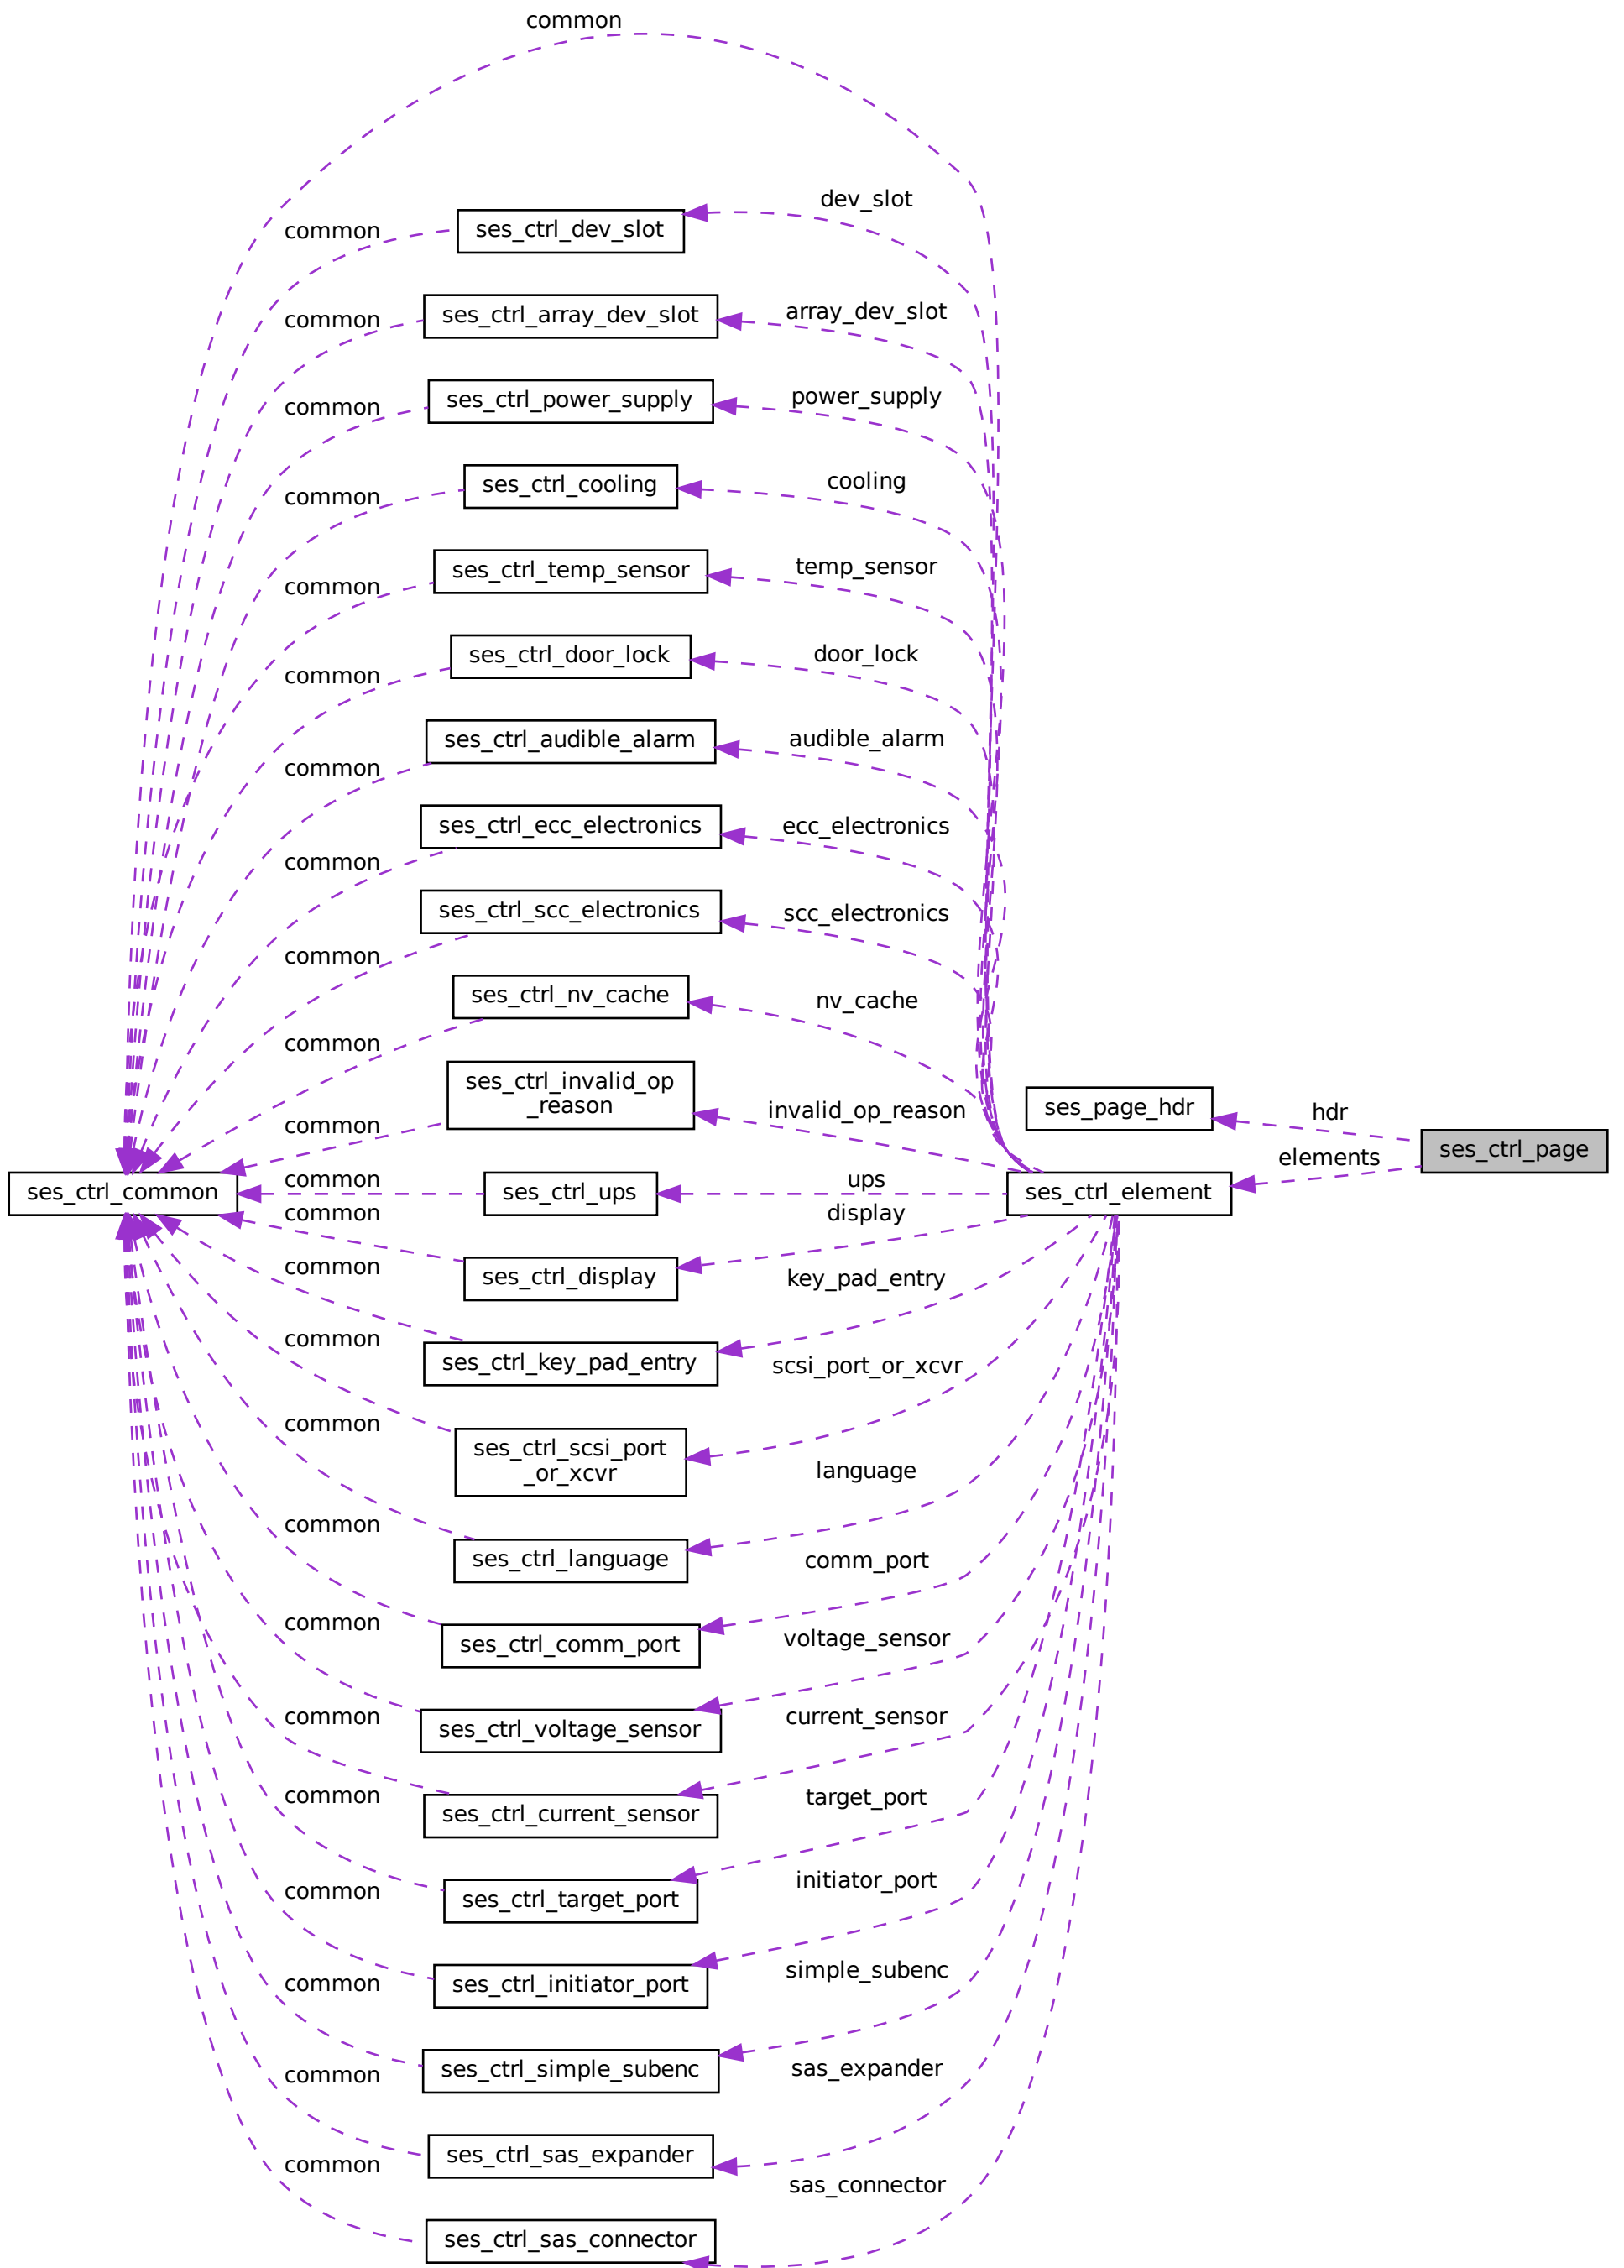 common
dev_slot
common
ses_ctrl_dev_slot
array_dev_slot
common
ses_ctrl_array_dev_slot
power_supply
common
ses_ctrl_power_supply
cooling
common
ses_ctrl_cooling
temp_sensor
common
ses_ctrl_temp_sensor
door_lock
common
ses_ctrl_door_lock
audible_alarm
common
ses_ctrl_audible_alarm
ecc_electronics
common
ses_ctrl_ecc_electronics
scc_electronics
common
ses_ctrl_scc_electronics
nv_cache
common
ses_ctrl_nv_cache
invalid_op_reason
common
ses_ctrl_invalid_op
_reason
ses_page_hdr
hdr
ses_ctrl_page
elements
ses_ctrl_common
common
ses_ctrl_ups
ups
ses_ctrl_element
common
display
ses_ctrl_display
common
key_pad_entry
ses_ctrl_key_pad_entry
common
scsi_port_or_xcvr
ses_ctrl_scsi_port
_or_xcvr
common
language
ses_ctrl_language
common
comm_port
ses_ctrl_comm_port
common
voltage_sensor
ses_ctrl_voltage_sensor
common
current_sensor
ses_ctrl_current_sensor
common
target_port
ses_ctrl_target_port
common
initiator_port
ses_ctrl_initiator_port
common
simple_subenc
ses_ctrl_simple_subenc
common
sas_expander
ses_ctrl_sas_expander
common
sas_connector
ses_ctrl_sas_connector